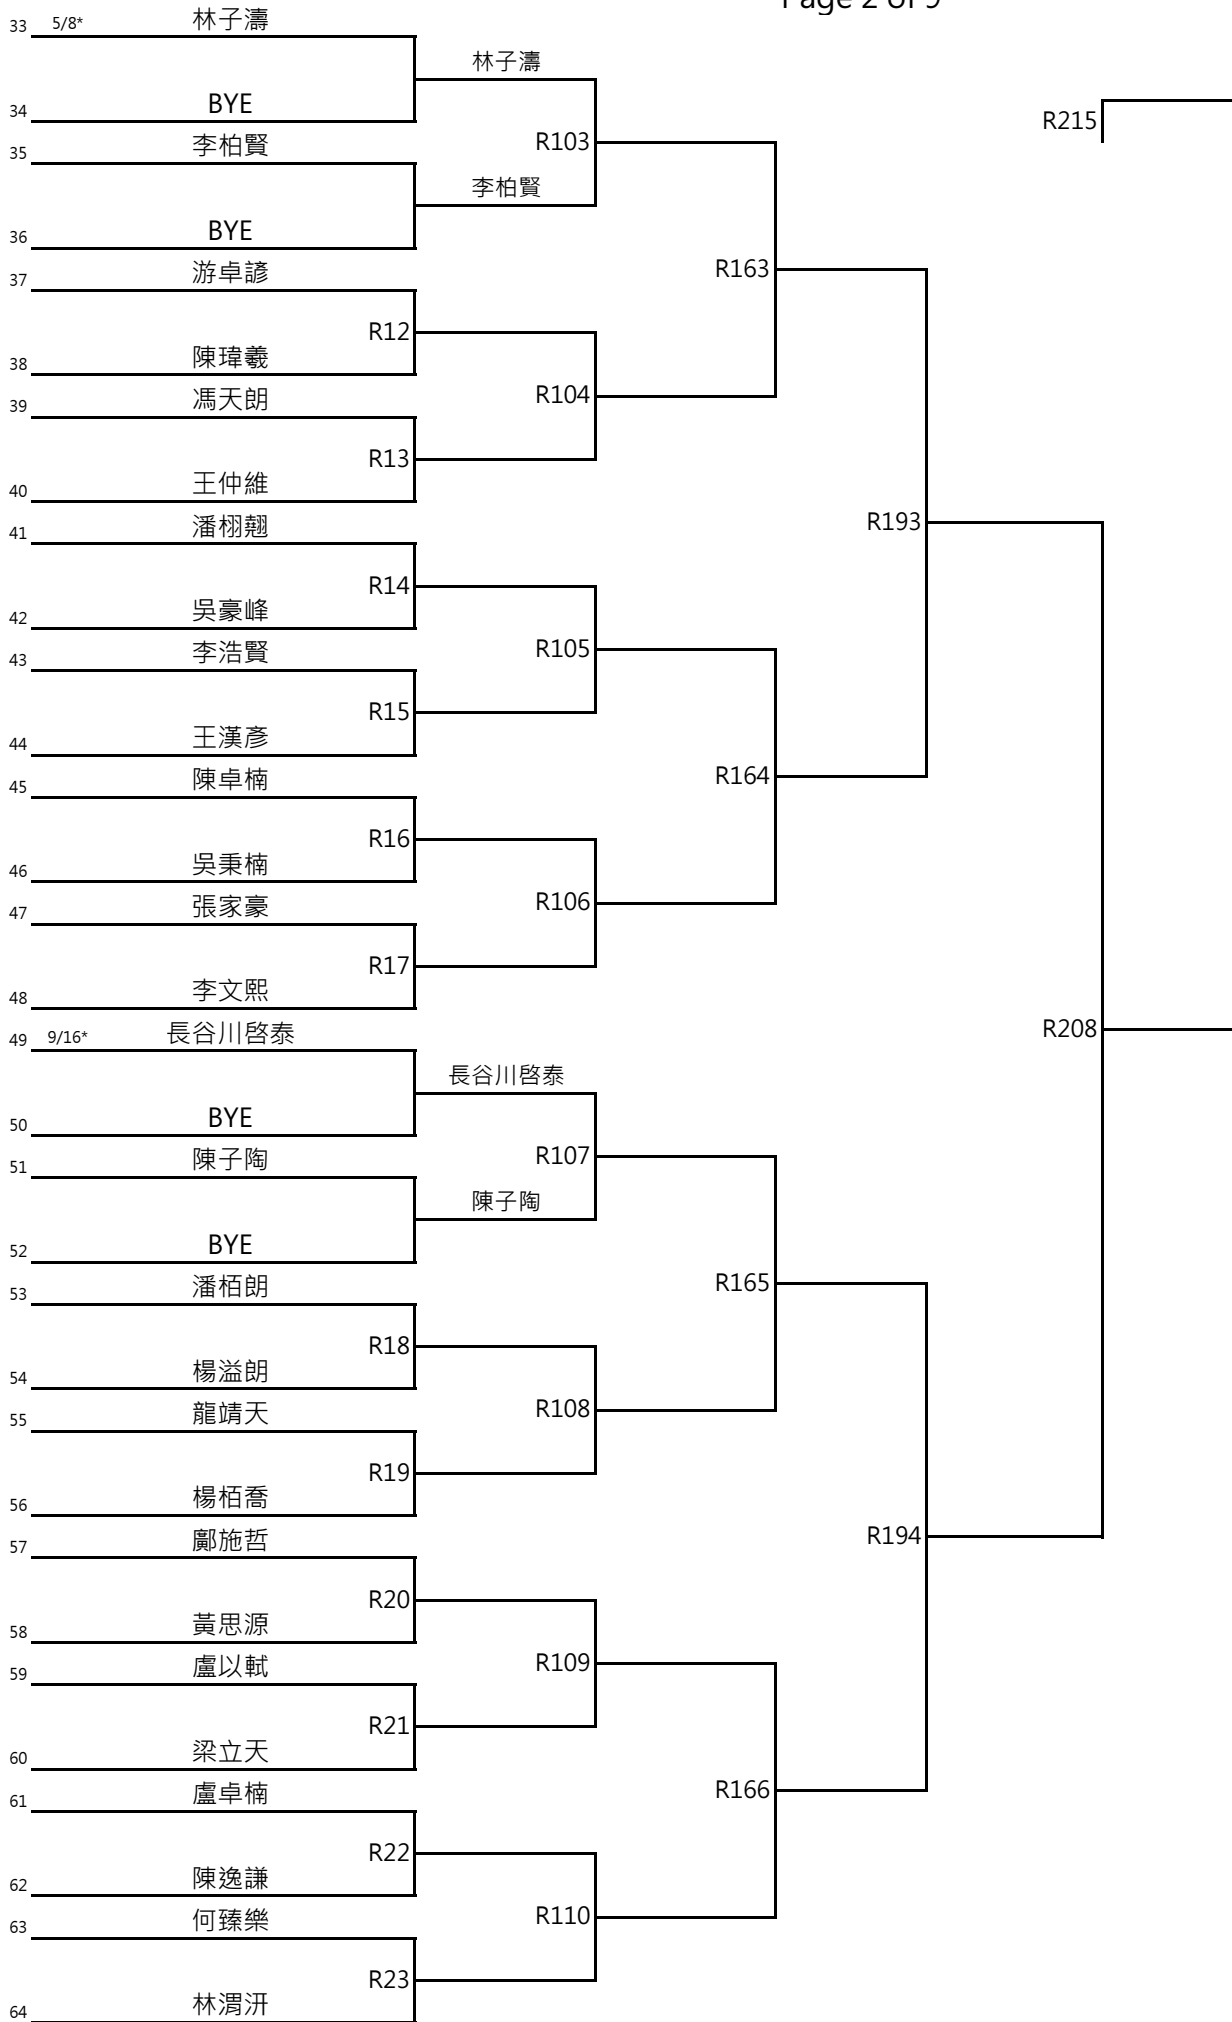 Page 2 of 9
33 5/8* 林子濤
林子濤
34 BYE
R215
35 李柏賢
R103
李柏賢
36 BYE
37 游卓諺
R163
R12
38 陳瑋羲
39 馮天朗
R104
R13
40 王仲維
41 潘栩翹
R193
R14
42 吳豪峰
43 李浩賢
R105
R15
44 王漢彥
45 陳卓楠
R164
R16
46 吳秉楠
47 張家豪
R106
R17
48 李文熙
49 9/16* 長谷川啓泰
R208
長谷川啓泰
50 BYE
51 陳子陶
R107
陳子陶
52 BYE
53 潘栢朗
R165
R18
54 楊溢朗
55 龍靖天
R108
R19
56 楊栢喬
57 鄺施哲
R194
R20
58 黃思源
59 盧以軾
R109
R21
60 梁立天
61 盧卓楠
R166
R22
62 陳逸謙
63 何臻樂
R110
R23
64 林渭汧